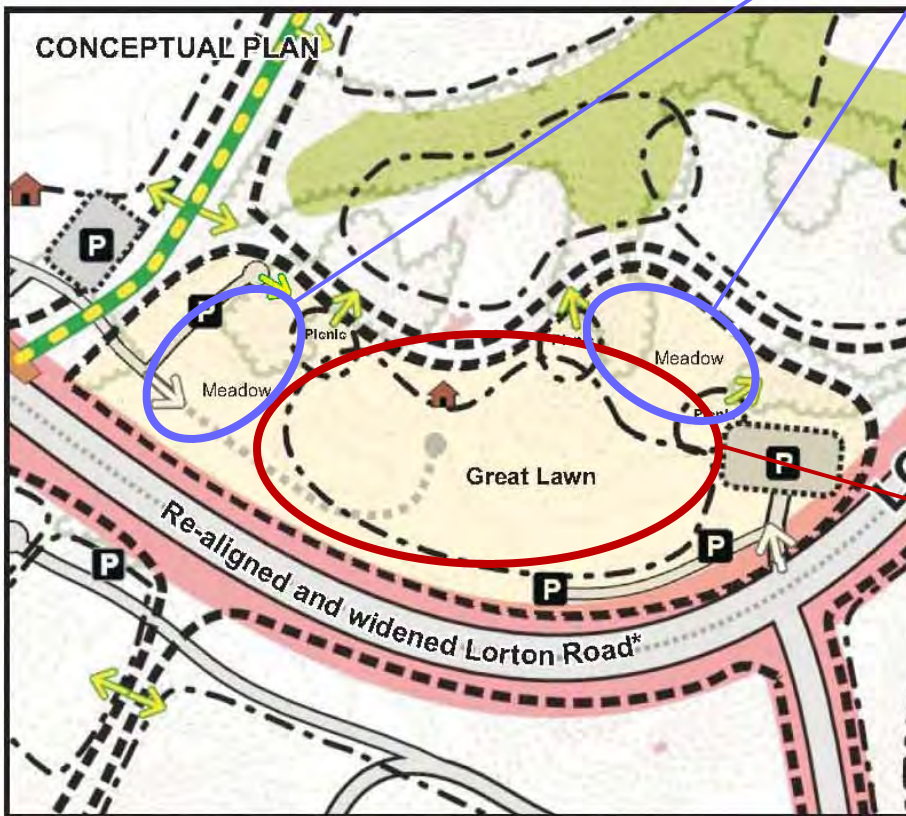 CONCEPTUAL PLAN
P
P
Picnic
Meadow
Meadow
Great Lawn
P
P
P
P
Re-aligned and widened Lorton Road*